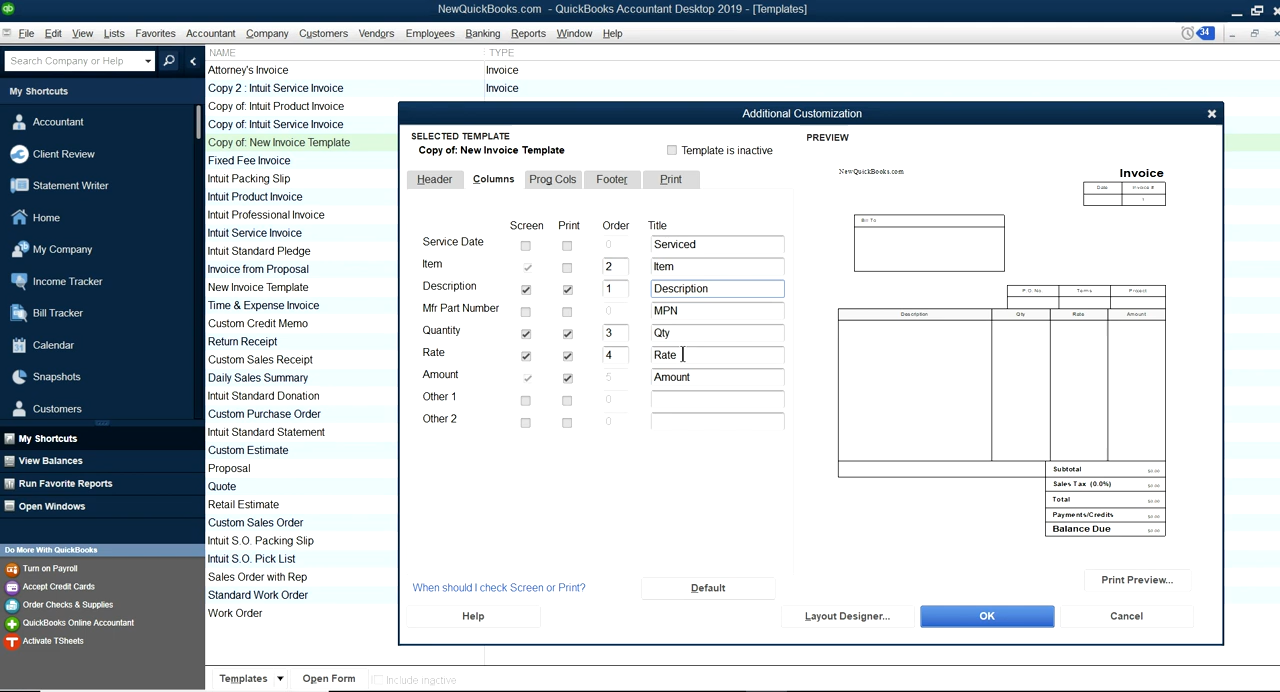 NewQuickBooks.com - QuickBooks Accountant Desktop 2019 - [Templates]
File Edit View Lists Favorites Accountant Company Customers Vendors Employees Banking Reports Window Help
34
Search Company or Help
My Shortcuts
Accountant
Client Review
Statement Writer
Home
My Company
Income Tracker
Bill Tracker
Calendar
Snapshots
Customers
My Shortcuts
View Balances
Run Favorite Reports
Open Windows
Do More With QuickBooks
Turn on Payroll
Accept Credit Cards
Order Checks & Supplies
QuickBooks Online Accountant
Activate TSheets
NAME TYPE
Attorney's Invoice Invoice
Copy 2 : Intuit Service Invoice Invoice
Copy of: Intuit Product Invoice
Copy of: Intuit Service Invoice
Copy of: New Invoice Template
Fixed Fee Invoice
Intuit Packing Slip
Intuit Product Invoice
Intuit Professional Invoice
Intuit Service Invoice
Intuit Standard Pledge
Invoice from Proposal
New Invoice Template
Time & Expense Invoice
Custom Credit Memo
Return Receipt
Custom Sales Receipt
Daily Sales Summary
Intuit Standard Donation
Custom Purchase Order
Intuit Standard Statement
Custom Estimate
Proposal
Quote
Retail Estimate
Custom Sales Order
Intuit S.O. Packing Slip
Intuit S.O. Pick List
Sales Order with Rep
Standard Work Order
Work Order
Templates Open Form Include inactive
Additional Customization
SELECTED TEMPLATE
Copy of: New Invoice Template
Template is inactive
Header Columns Prog Cols Footer Print
Screen Print Order Title
Service Date 0 Serviced
Item 2 Item
Description 1 Description
Mfr Part Number 0 MPN
Quantity 3 Qty
Rate 4 Rate
Amount 5 Amount
Other 1 0
Other 2 0
When should I check Screen or Print?
Default
Help
PREVIEW
NewQuickBooks.com
Invoice
Date Invoice #
1
Bill To
P.O. No. Terms Project
Description Qty Rate Amount
Subtotal $0.00
Sales Tax (0.0%) $0.00
Total $0.00
Payments/Credits $0.00
Balance Due $0.00
Print Preview...
Layout Designer... OK Cancel